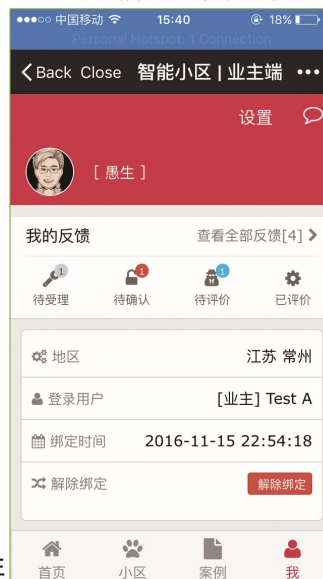 中国移动 15:40 18%
Personal Hotspot: 1 Connection
Back Close 智能小区 | 业主端
设置
[ 愚生 ]
我的反馈 查看全部反馈[4]
1 1 1
待受理 待确认 待评价 已评价
地区 江苏 常州
登录用户 [业主] Test A
绑定时间 2016-11-15 22:54:18
解除绑定 解除绑定
首页 小区 案例 我